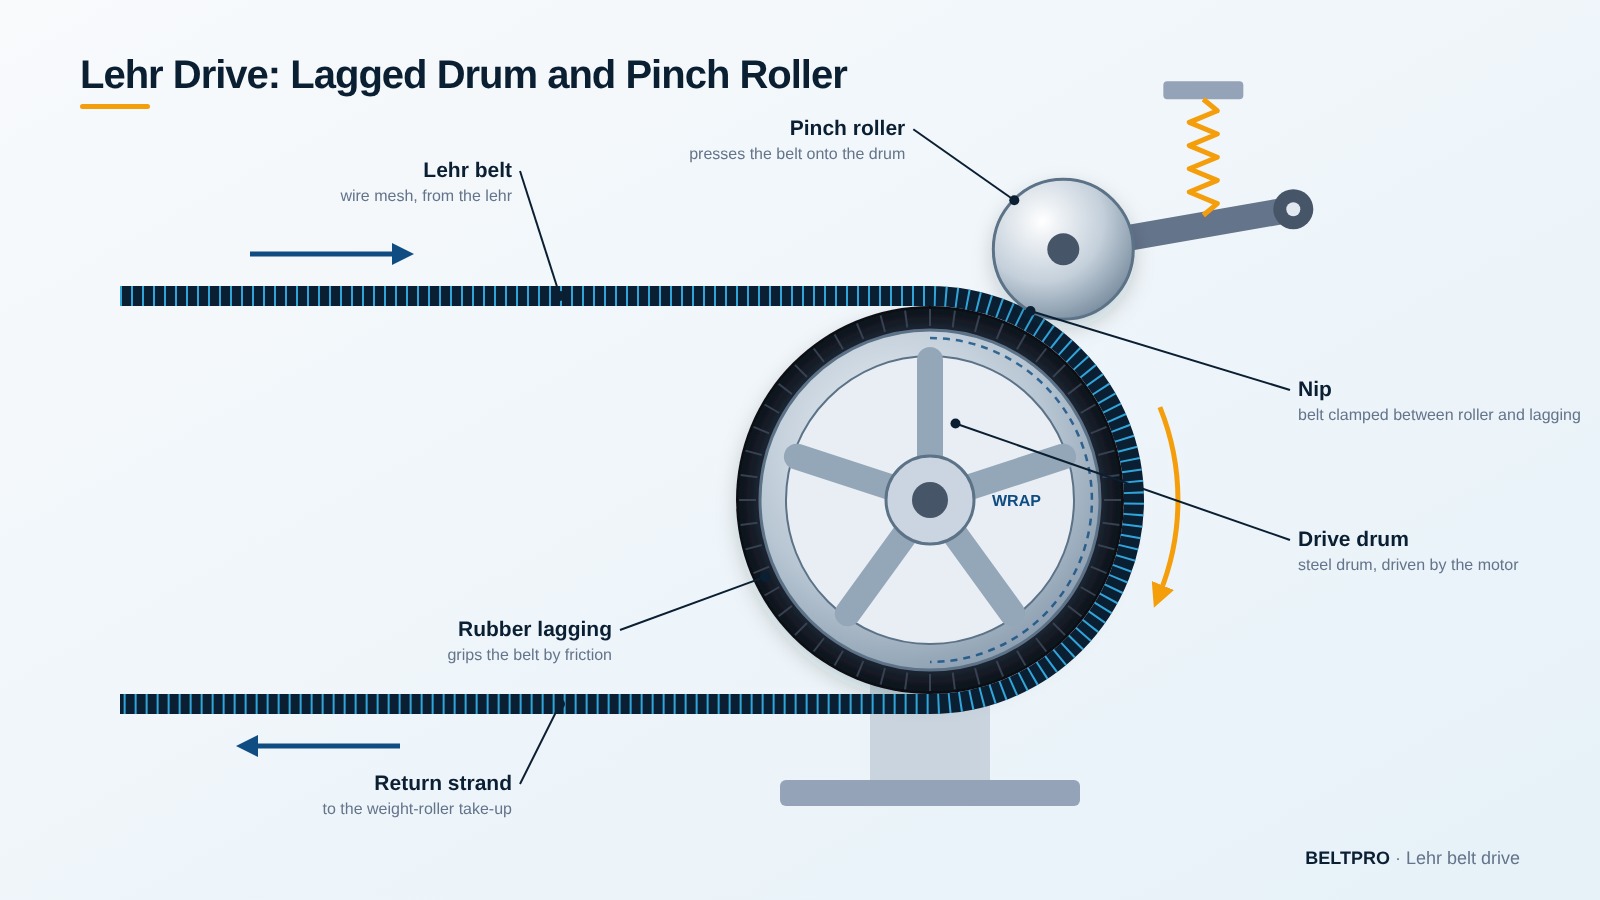 Lehr Drive: Lagged Drum and Pinch Roller
Pinch roller
presses the belt onto the drum
Lehr belt
wire mesh, from the lehr
Nip
belt clamped between roller and lagging
WRAP
Drive drum
steel drum, driven by the motor
Rubber lagging
grips the belt by friction
Return strand
to the weight-roller take-up
BELTPRO · Lehr belt drive